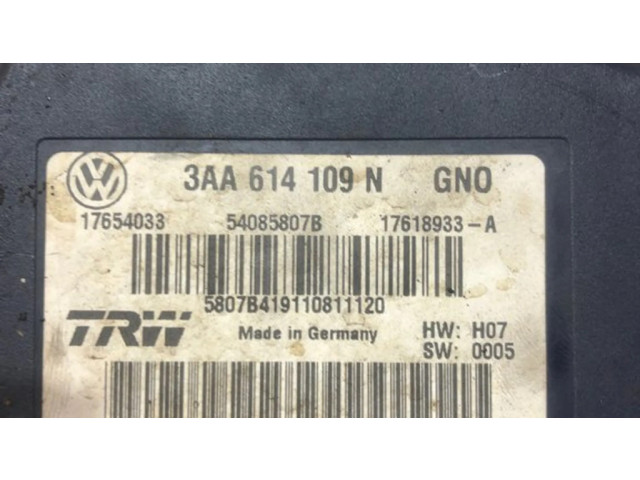 3AA 614 109 N GNO
17654033 54085807B 17618933-A
5807B419110811120
TRW Made in Germany HW: H07
SW: 0005